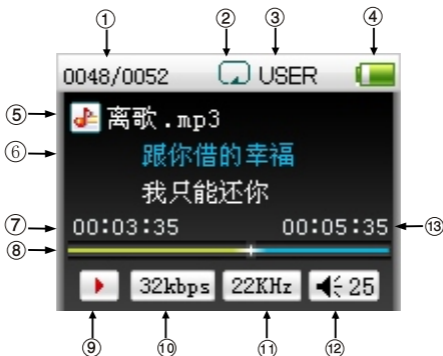 ① ② ③ ④
0048/0052 USER
⑤ 离歌.mp3
⑥ 跟你借的幸福
我只能还你
⑦ 00:03:35 00:05:35 ⑬
⑧
32kbps 22KHz 25
⑨ ⑩ ⑪ ⑫